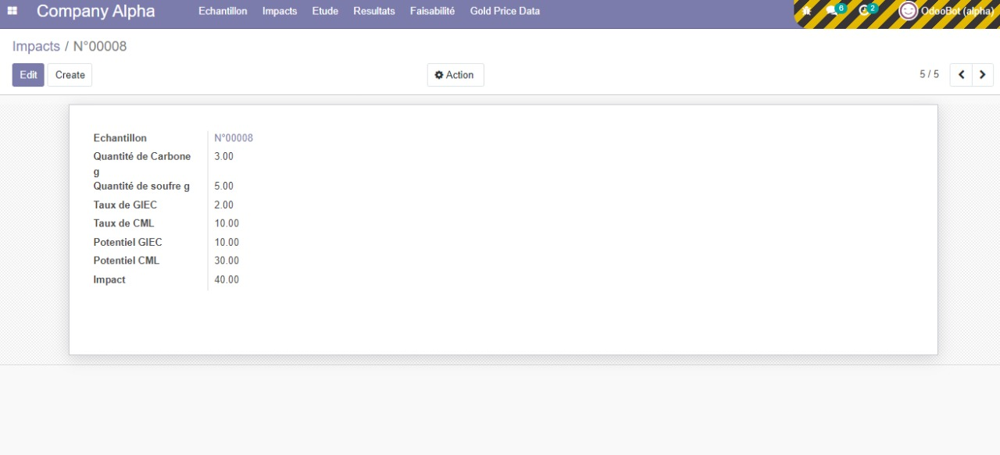 Company Alpha Echantillon Impacts Etude Resultats Faisabilité Gold Price Data 6 2 OdooBot (alpha)
Impacts / N°00008
Edit Create Action 5 / 5
Echantillon N°00008
Quantité de Carbone 3.00
g
Quantité de soufre g 5.00
Taux de GIEC 2.00
Taux de CML 10.00
Potentiel GIEC 10.00
Potentiel CML 30.00
Impact 40.00